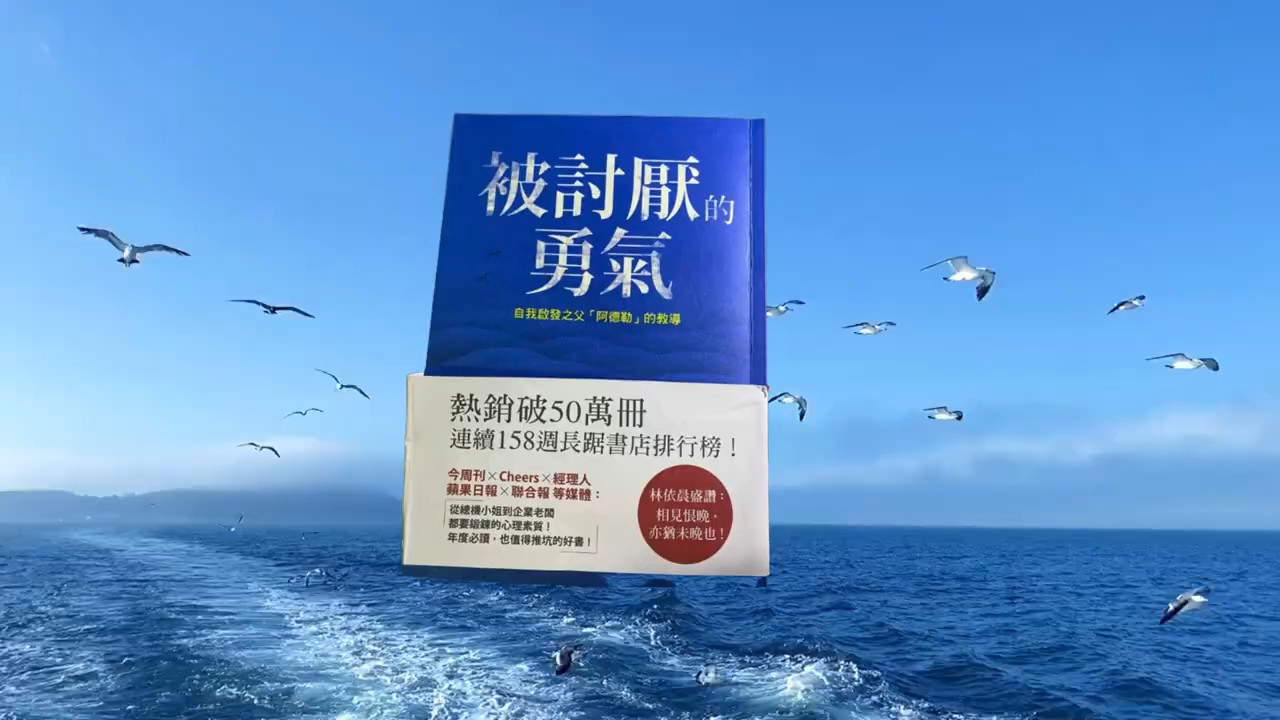 被討厭的
勇氣
自我啟發之父「阿德勒」的教導
熱銷破50萬冊
連續158週長踞書店排行榜！
今周刊×Cheers×經理人
蘋果日報×聯合報 等媒體：
從總機小姐到企業老闆
都要鍛鍊的心理素質！
年度必讀，也值得推坑的好書！
林依晨盛讚：
相見恨晚，
亦猶未晚也！